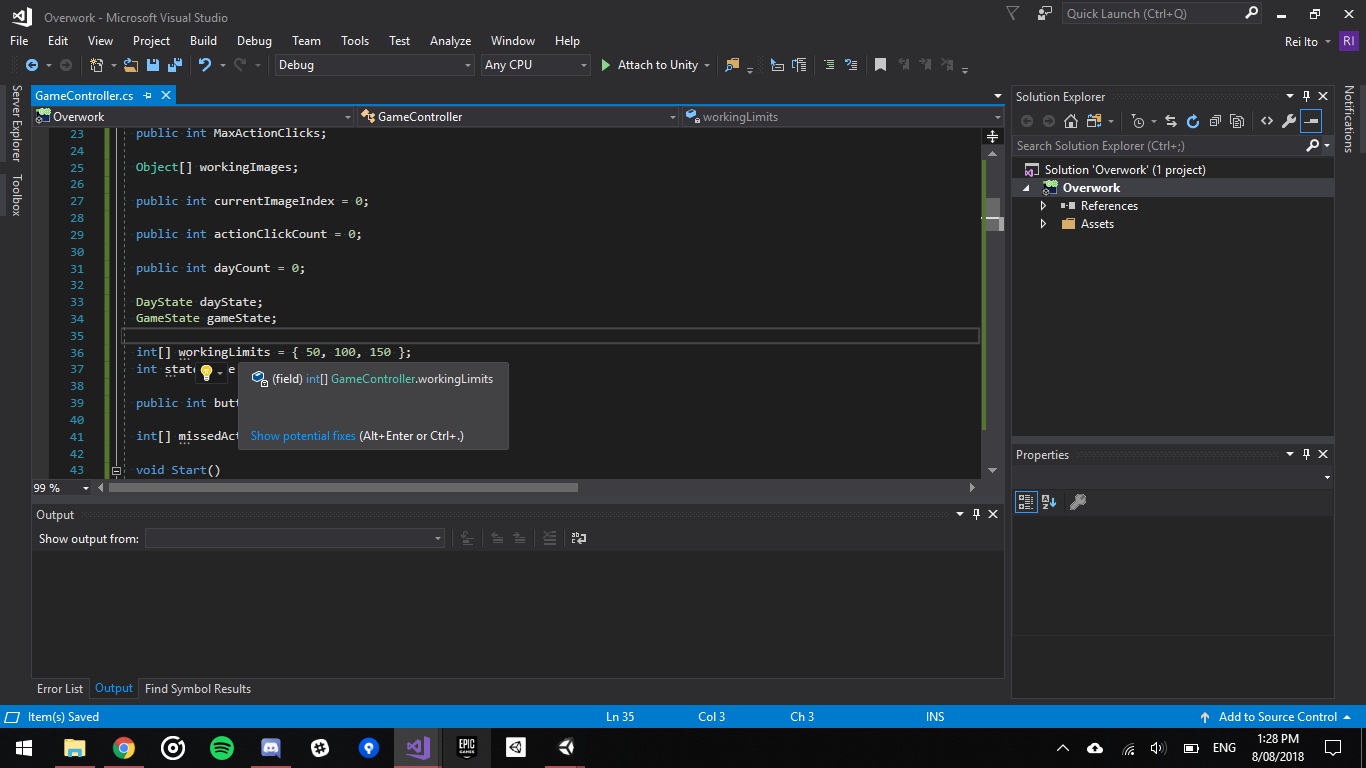 Overwork - Microsoft Visual Studio
Quick Launch (Ctrl+Q)
File Edit View Project Build Debug Team Tools Test Analyze Window Help
Rei Ito RI
Debug Any CPU Attach to Unity
Server Explorer
Toolbox
GameController.cs
Overwork GameController workingLimits
23 public int MaxActionClicks;
24
25 Object[] workingImages;
26
27 public int currentImageIndex = 0;
28
29 public int actionClickCount = 0;
30
31 public int dayCount = 0;
32
33 DayState dayState;
34 GameState gameState;
35
36 int[] workingLimits = { 50, 100, 150 };
37 int
38
39 public int
40
41 int[]
42
43 void Start()
(field) int[] GameController.workingLimits
Show potential fixes (Alt+Enter or Ctrl+.)
99 %
Output
Show output from:
Error List Output Find Symbol Results
Solution Explorer
Search Solution Explorer (Ctrl+;)
Solution 'Overwork' (1 project)
Overwork
References
Assets
Properties
Notifications
Item(s) Saved Ln 35 Col 3 Ch 3 INS Add to Source Control
EPIC
GAMES
ENG
1:28 PM
8/08/2018